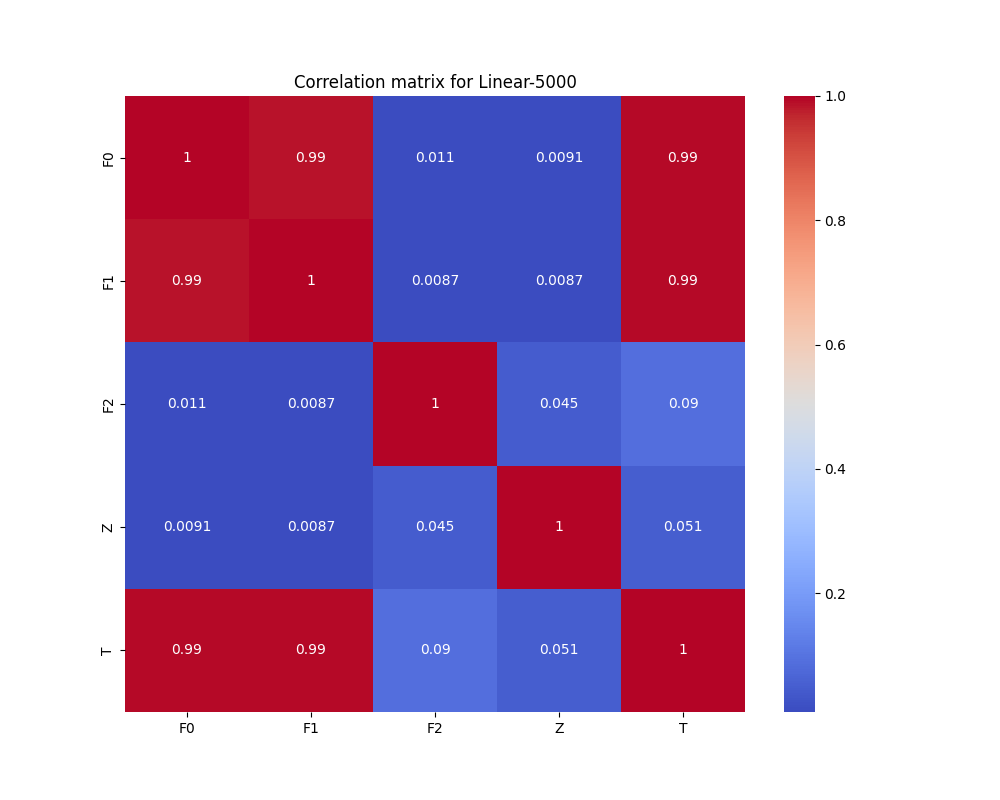 Correlation matrix for Linear-5000
F0 1 0.99 0.011 0.0091 0.99
F1 0.99 1 0.0087 0.0087 0.99
F2 0.011 0.0087 1 0.045 0.09
Z 0.0091 0.0087 0.045 1 0.051
T 0.99 0.99 0.09 0.051 1
F0 F1 F2 Z T
1.0
0.8
0.6
0.4
0.2